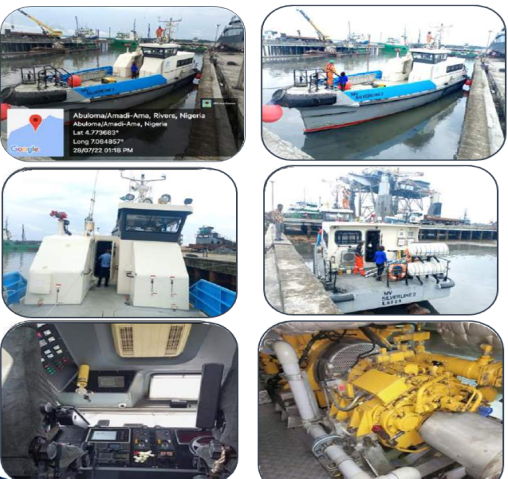 Abuloma/Amadi-Ama, Rivers, Nigeria
Abuloma/Amadi-Ama, Nigeria
Lat 4.773683°
Long 7.064857°
28/07/22 01:18 PM
Google
MV
SILVERLINE 2